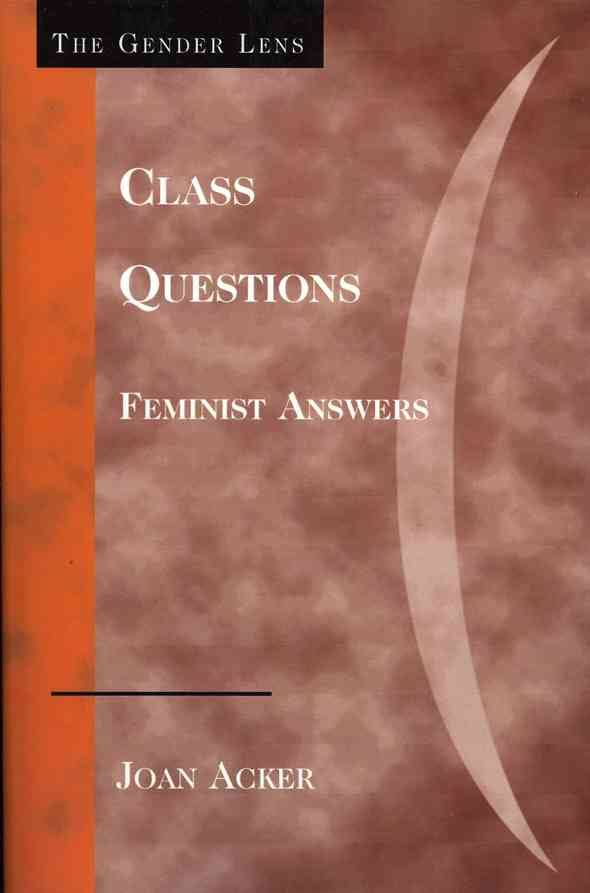 The Gender Lens
Class
Questions
Feminist Answers
Joan Acker